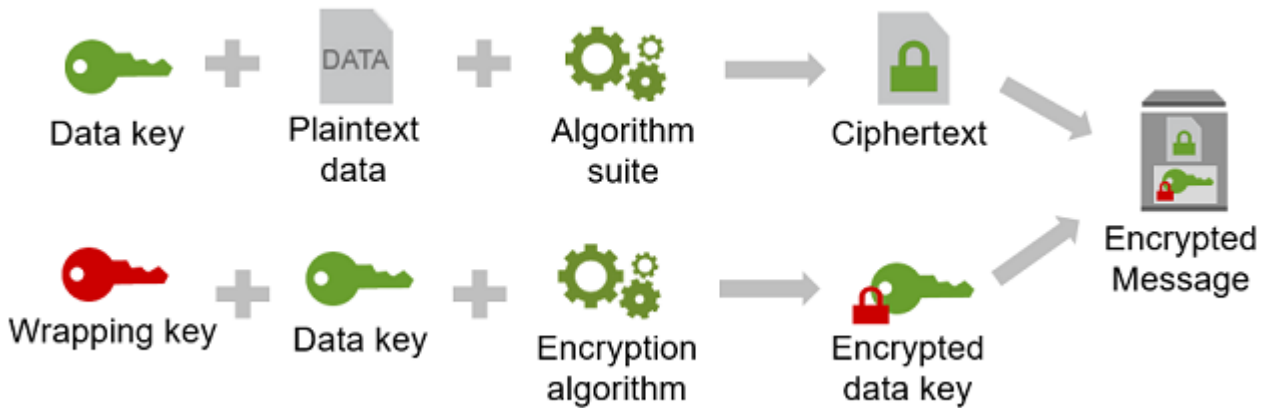 DATA
Data key
Plaintext
data
Algorithm
suite
Ciphertext
Wrapping key
Data key
Encryption
algorithm
Encrypted
data key
Encrypted
Message